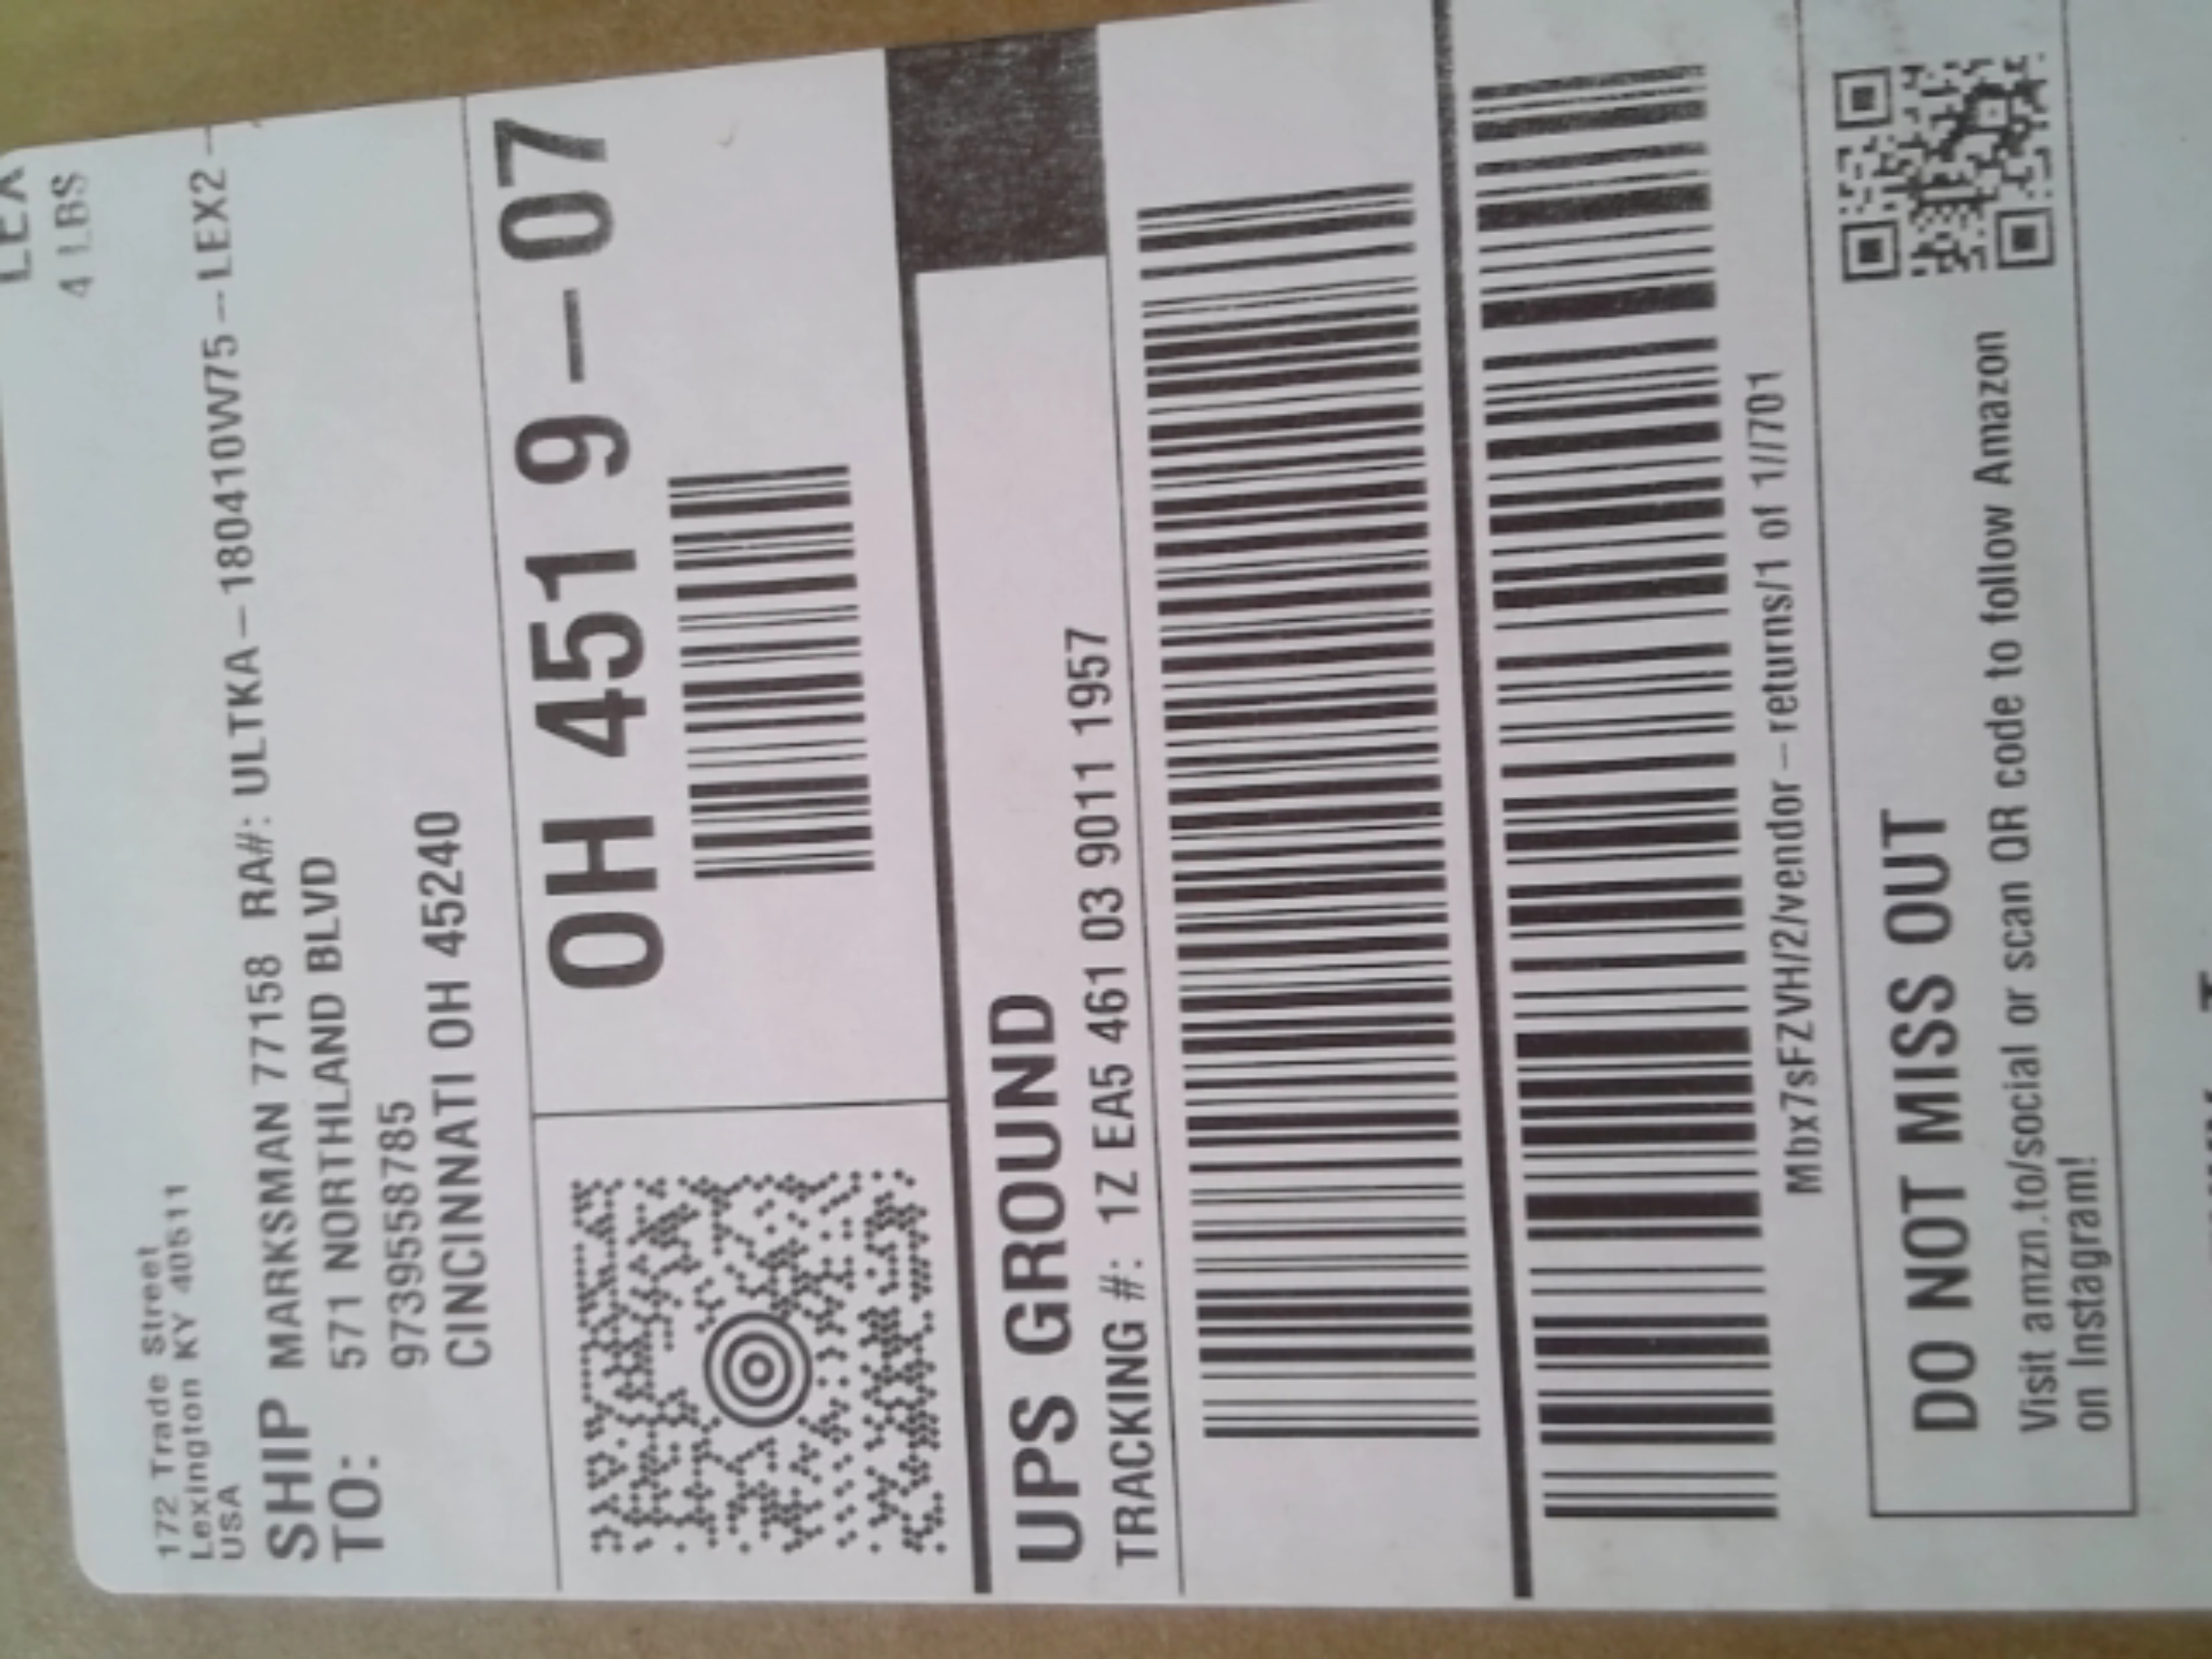 LEX
4 LBS
172 Trade Street
Lexington KY 40511
USA
SHIP TO:
MARKSMAN 77158 RA#: ULTKA-180410W75--LEX2-
571 NORTHLAND BLVD
9739558785
CINCINNATI OH 45240
OH 451 9-07
UPS GROUND
TRACKING #: 1Z EA5 461 03 9011 1957
Mbx7sFZVH/2/vendor-returns/1 of 1//701
DO NOT MISS OUT
Visit amzn.to/social or scan QR code to follow Amazon
on Instagram!